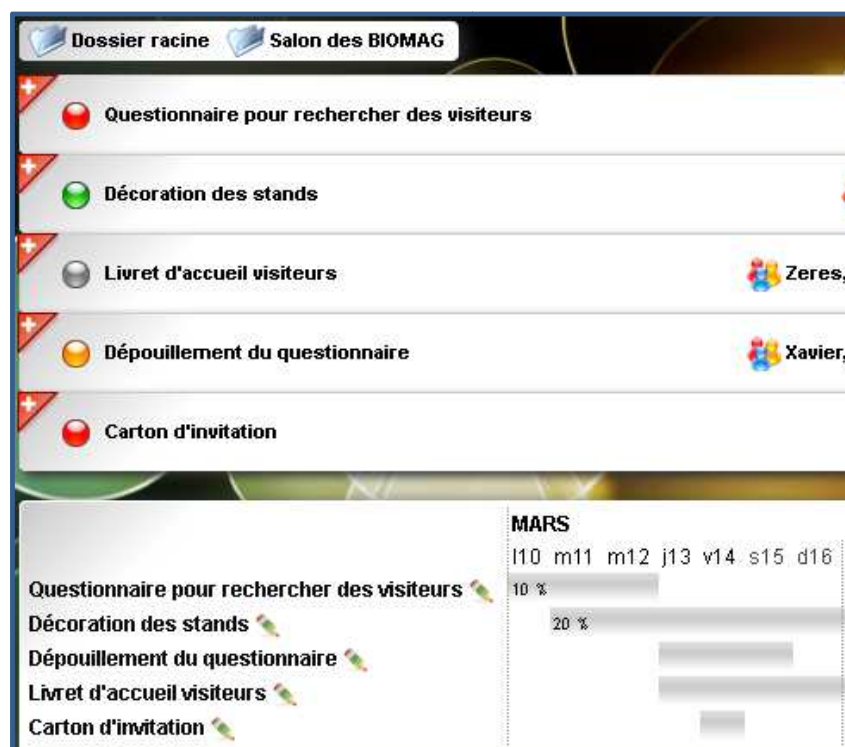 Dossier racine Salon des BIOMAG
Questionnaire pour rechercher des visiteurs
Décoration des stands
Livret d'accueil visiteurs Zeres,
Dépouillement du questionnaire Xavier,
Carton d'invitation
MARS
l10 m11 m12 j13 v14 s15 d16
Questionnaire pour rechercher des visiteurs 10 %
Décoration des stands 20 %
Dépouillement du questionnaire
Livret d'accueil visiteurs
Carton d'invitation